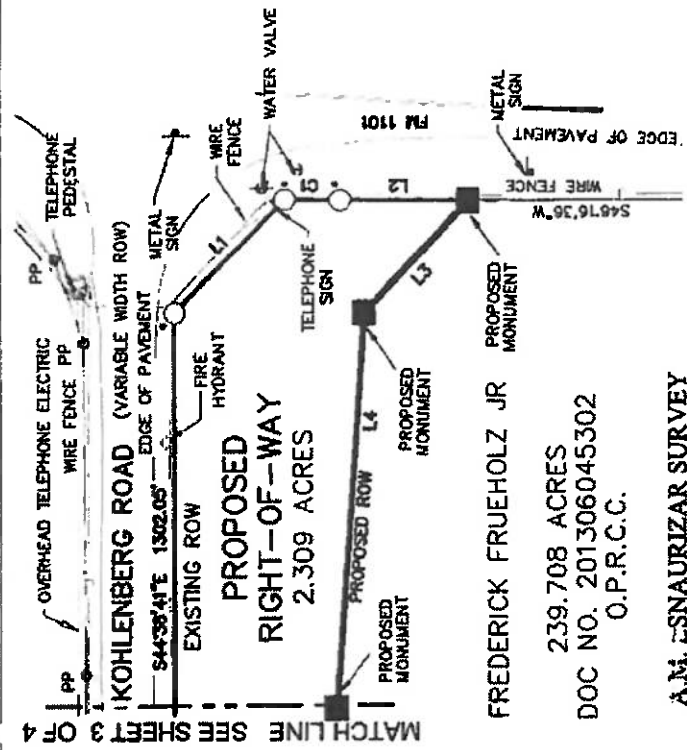 OVERHEAD TELEPHONE ELECTRIC
WIRE FENCE
PP
PP
PP
TELEPHONE
PEDESTAL
KOHLENBERG ROAD (VARIABLE WIDTH ROW)
S44°38'41"E 1302.05'
EDGE OF PAVEMENT
METAL
SIGN
WIRE
FENCE
WATER VALVE
EXISTING ROW
FIRE
HYDRANT
L1
TELEPHONE
SIGN
C1
L2
FM 1101
PROPOSED
RIGHT-OF-WAY
2.309 ACRES
L3
L4
PROPOSED ROW
PROPOSED
MONUMENT
PROPOSED
MONUMENT
PROPOSED
MONUMENT
METAL
SIGN
WIRE FENCE
EDGE OF PAVEMENT
S48°16'36"W
MATCH LINE SEE SHEET 3 OF 4
FREDERICK FRUEHOLZ JR
239.708 ACRES
DOC NO. 201306045302
O.P.R.C.C.
A.M. ESNAURIZAR SURVEY